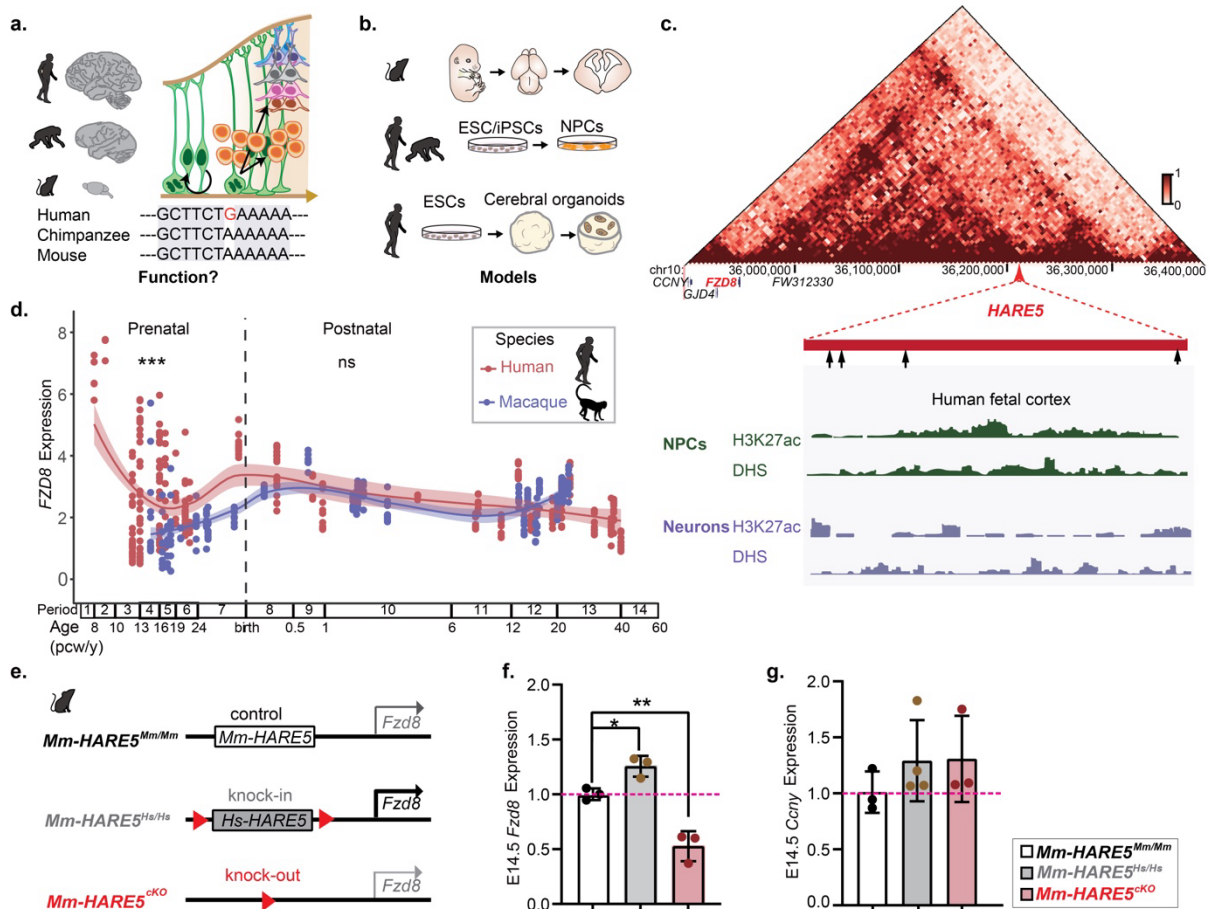 a.
Human
---GCTTCTGAAAAA---
Chimpanzee
---GCTTCTAAAAAA---
Mouse
---GCTTCTAAAAAA---
Function?
b.
ESC/iPSCs
NPCs
ESCs
Cerebral organoids
Models
c.
1
0
chr10:
36,000,000
36,100,000
36,200,000
36,300,000
36,400,000
CCNY
FZD8
FW312330
GJD4
HARE5
Human fetal cortex
NPCs
H3K27ac
DHS
Neurons
H3K27ac
DHS
d.
Prenatal
Postnatal
***
ns
Species
Human
Macaque
FZD8 Expression
8
6
4
2
0
Period
1 2 3 4 5 6 7 8 9 10 11 12 13 14
Age
(pcw/y)
8 10 13 16 19 24 birth 0.5 1 6 12 20 40 60
e.
control
Mm-HARE5
Fzd8
Mm-HARE5Mm/Mm
knock-in
Hs-HARE5
Fzd8
Mm-HARE5Hs/Hs
knock-out
Fzd8
Mm-HARE5cKO
f.
E14.5 Fzd8 Expression
2.0
1.5
1.0
0.5
0.0
*
**
g.
E14.5 Ccny Expression
2.0
1.5
1.0
0.5
0.0
Mm-HARE5Mm/Mm
Mm-HARE5Hs/Hs
Mm-HARE5cKO